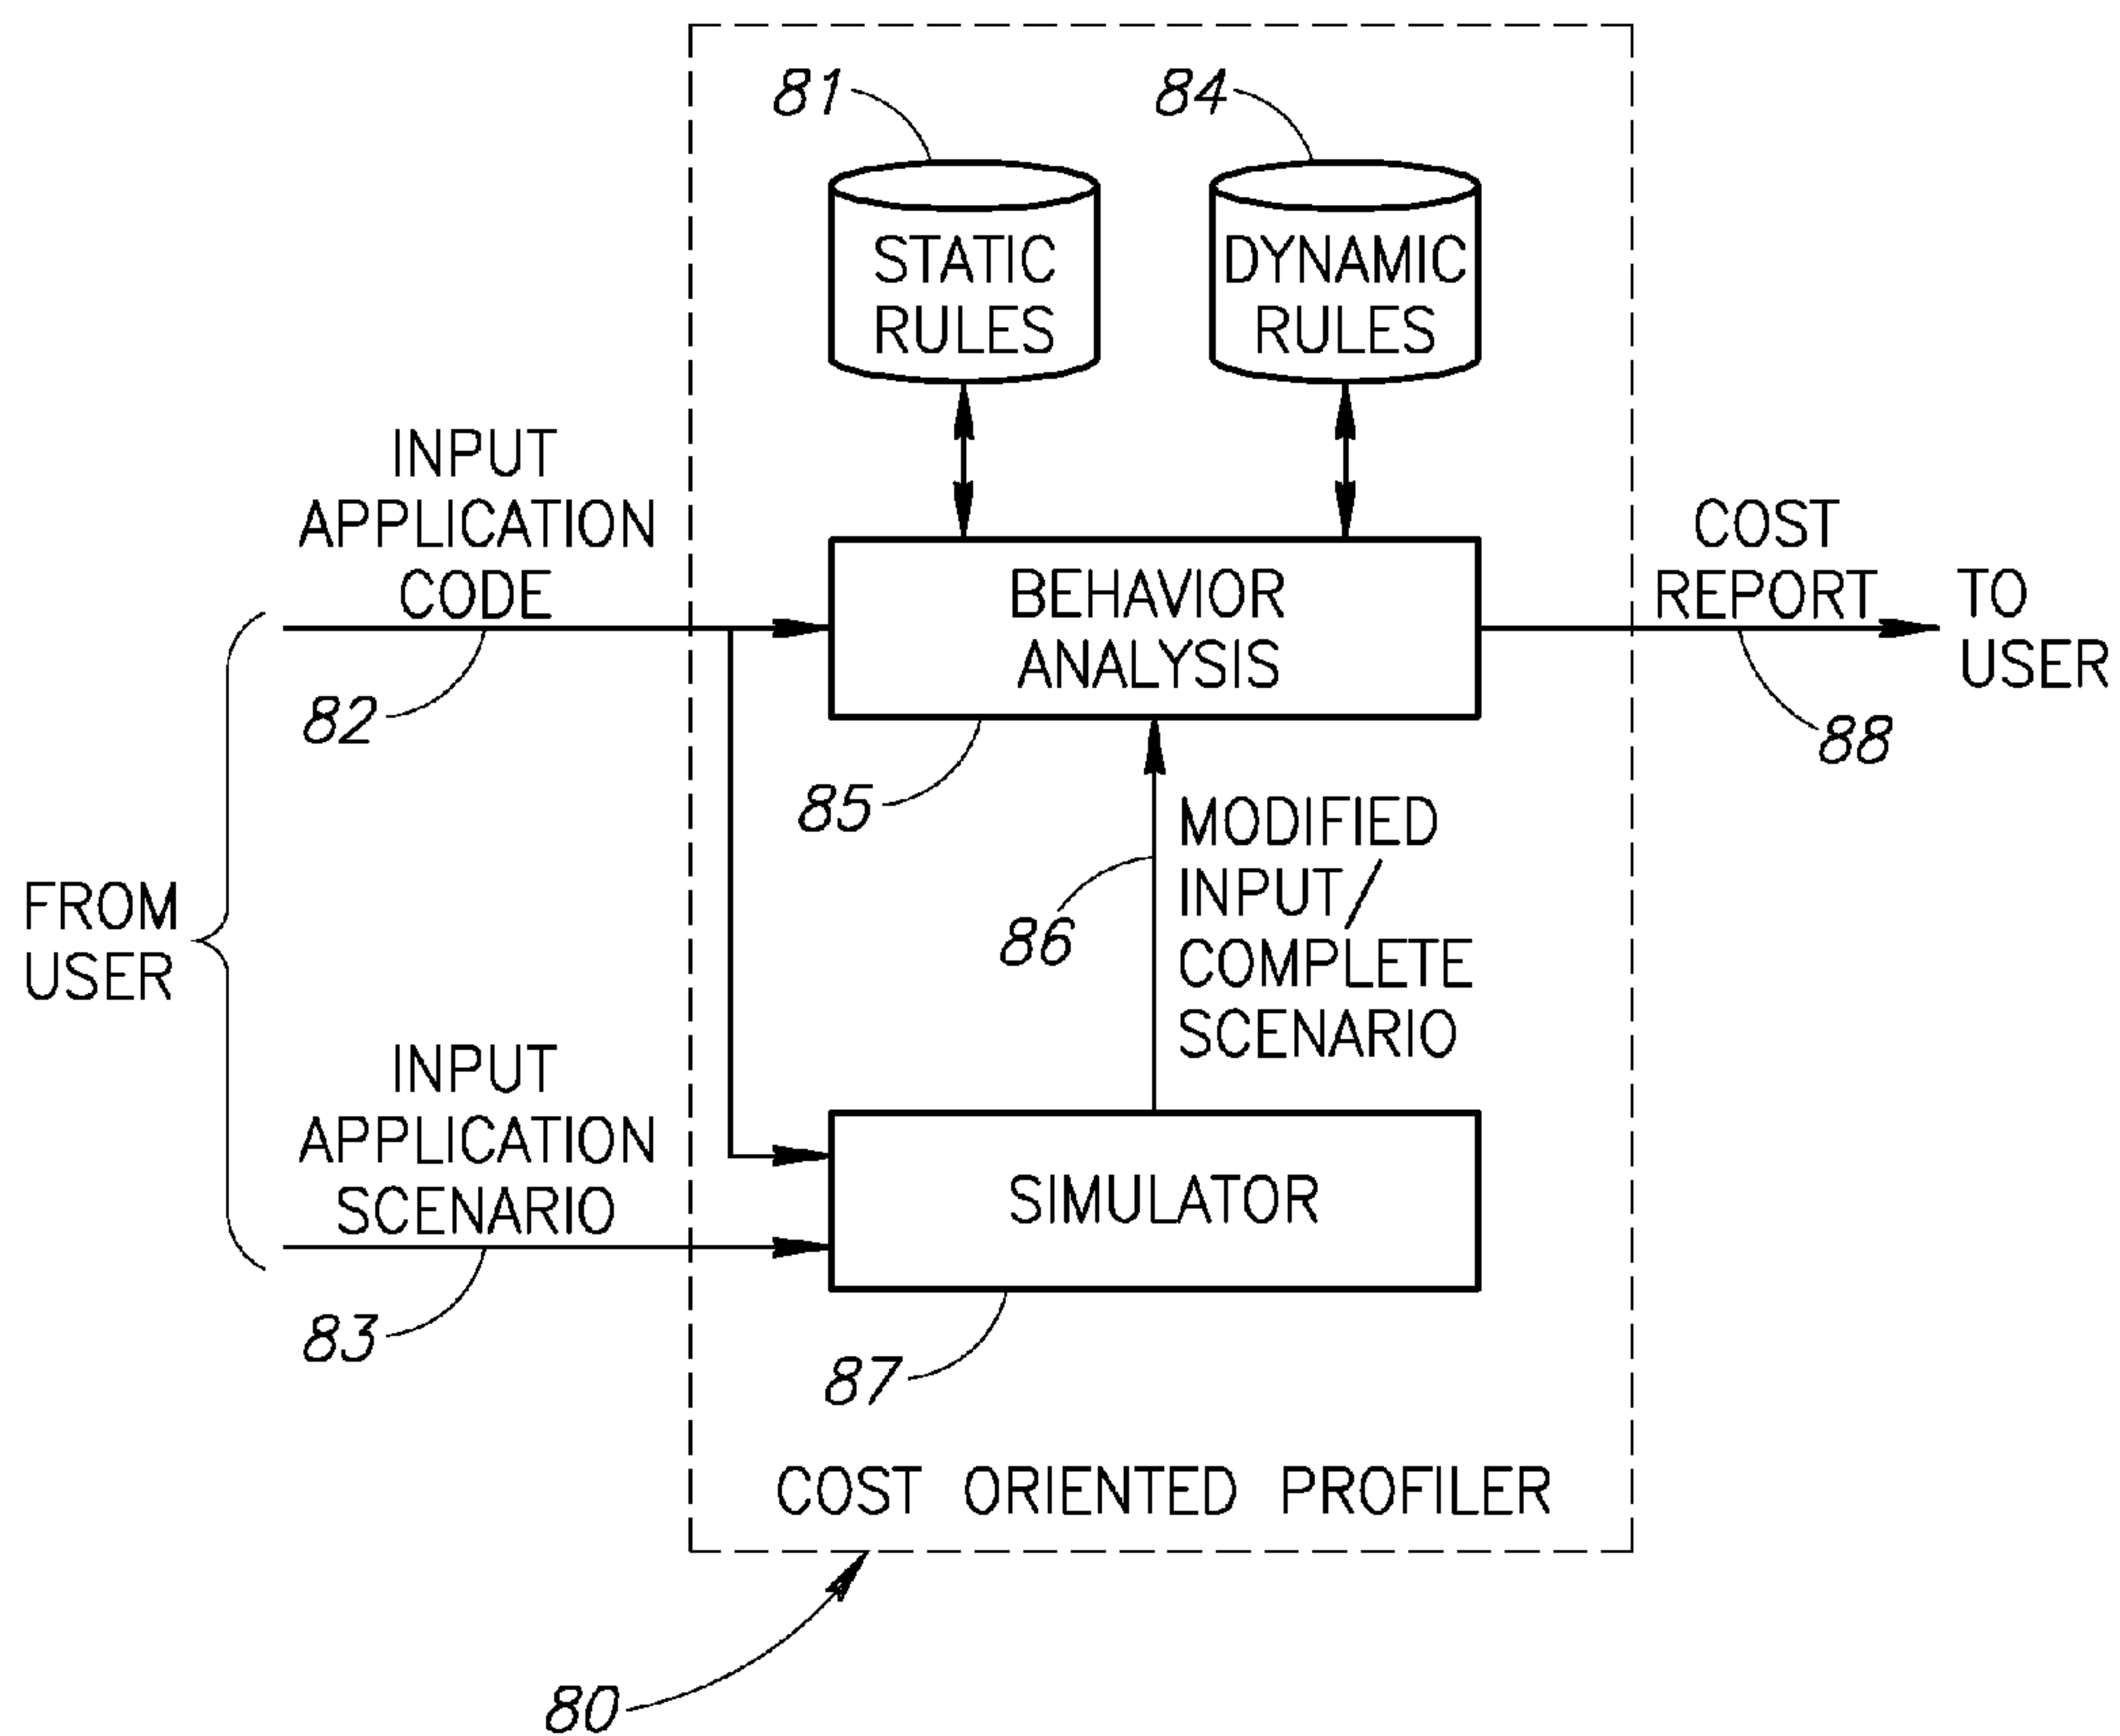 81
84
STATIC
RULES
DYNAMIC
RULES
INPUT
APPLICATION
CODE
82
BEHAVIOR
ANALYSIS
85
COST
REPORT
TO
USER
88
MODIFIED
INPUT/
COMPLETE
SCENARIO
86
FROM
USER
INPUT
APPLICATION
SCENARIO
83
SIMULATOR
87
COST ORIENTED PROFILER
80